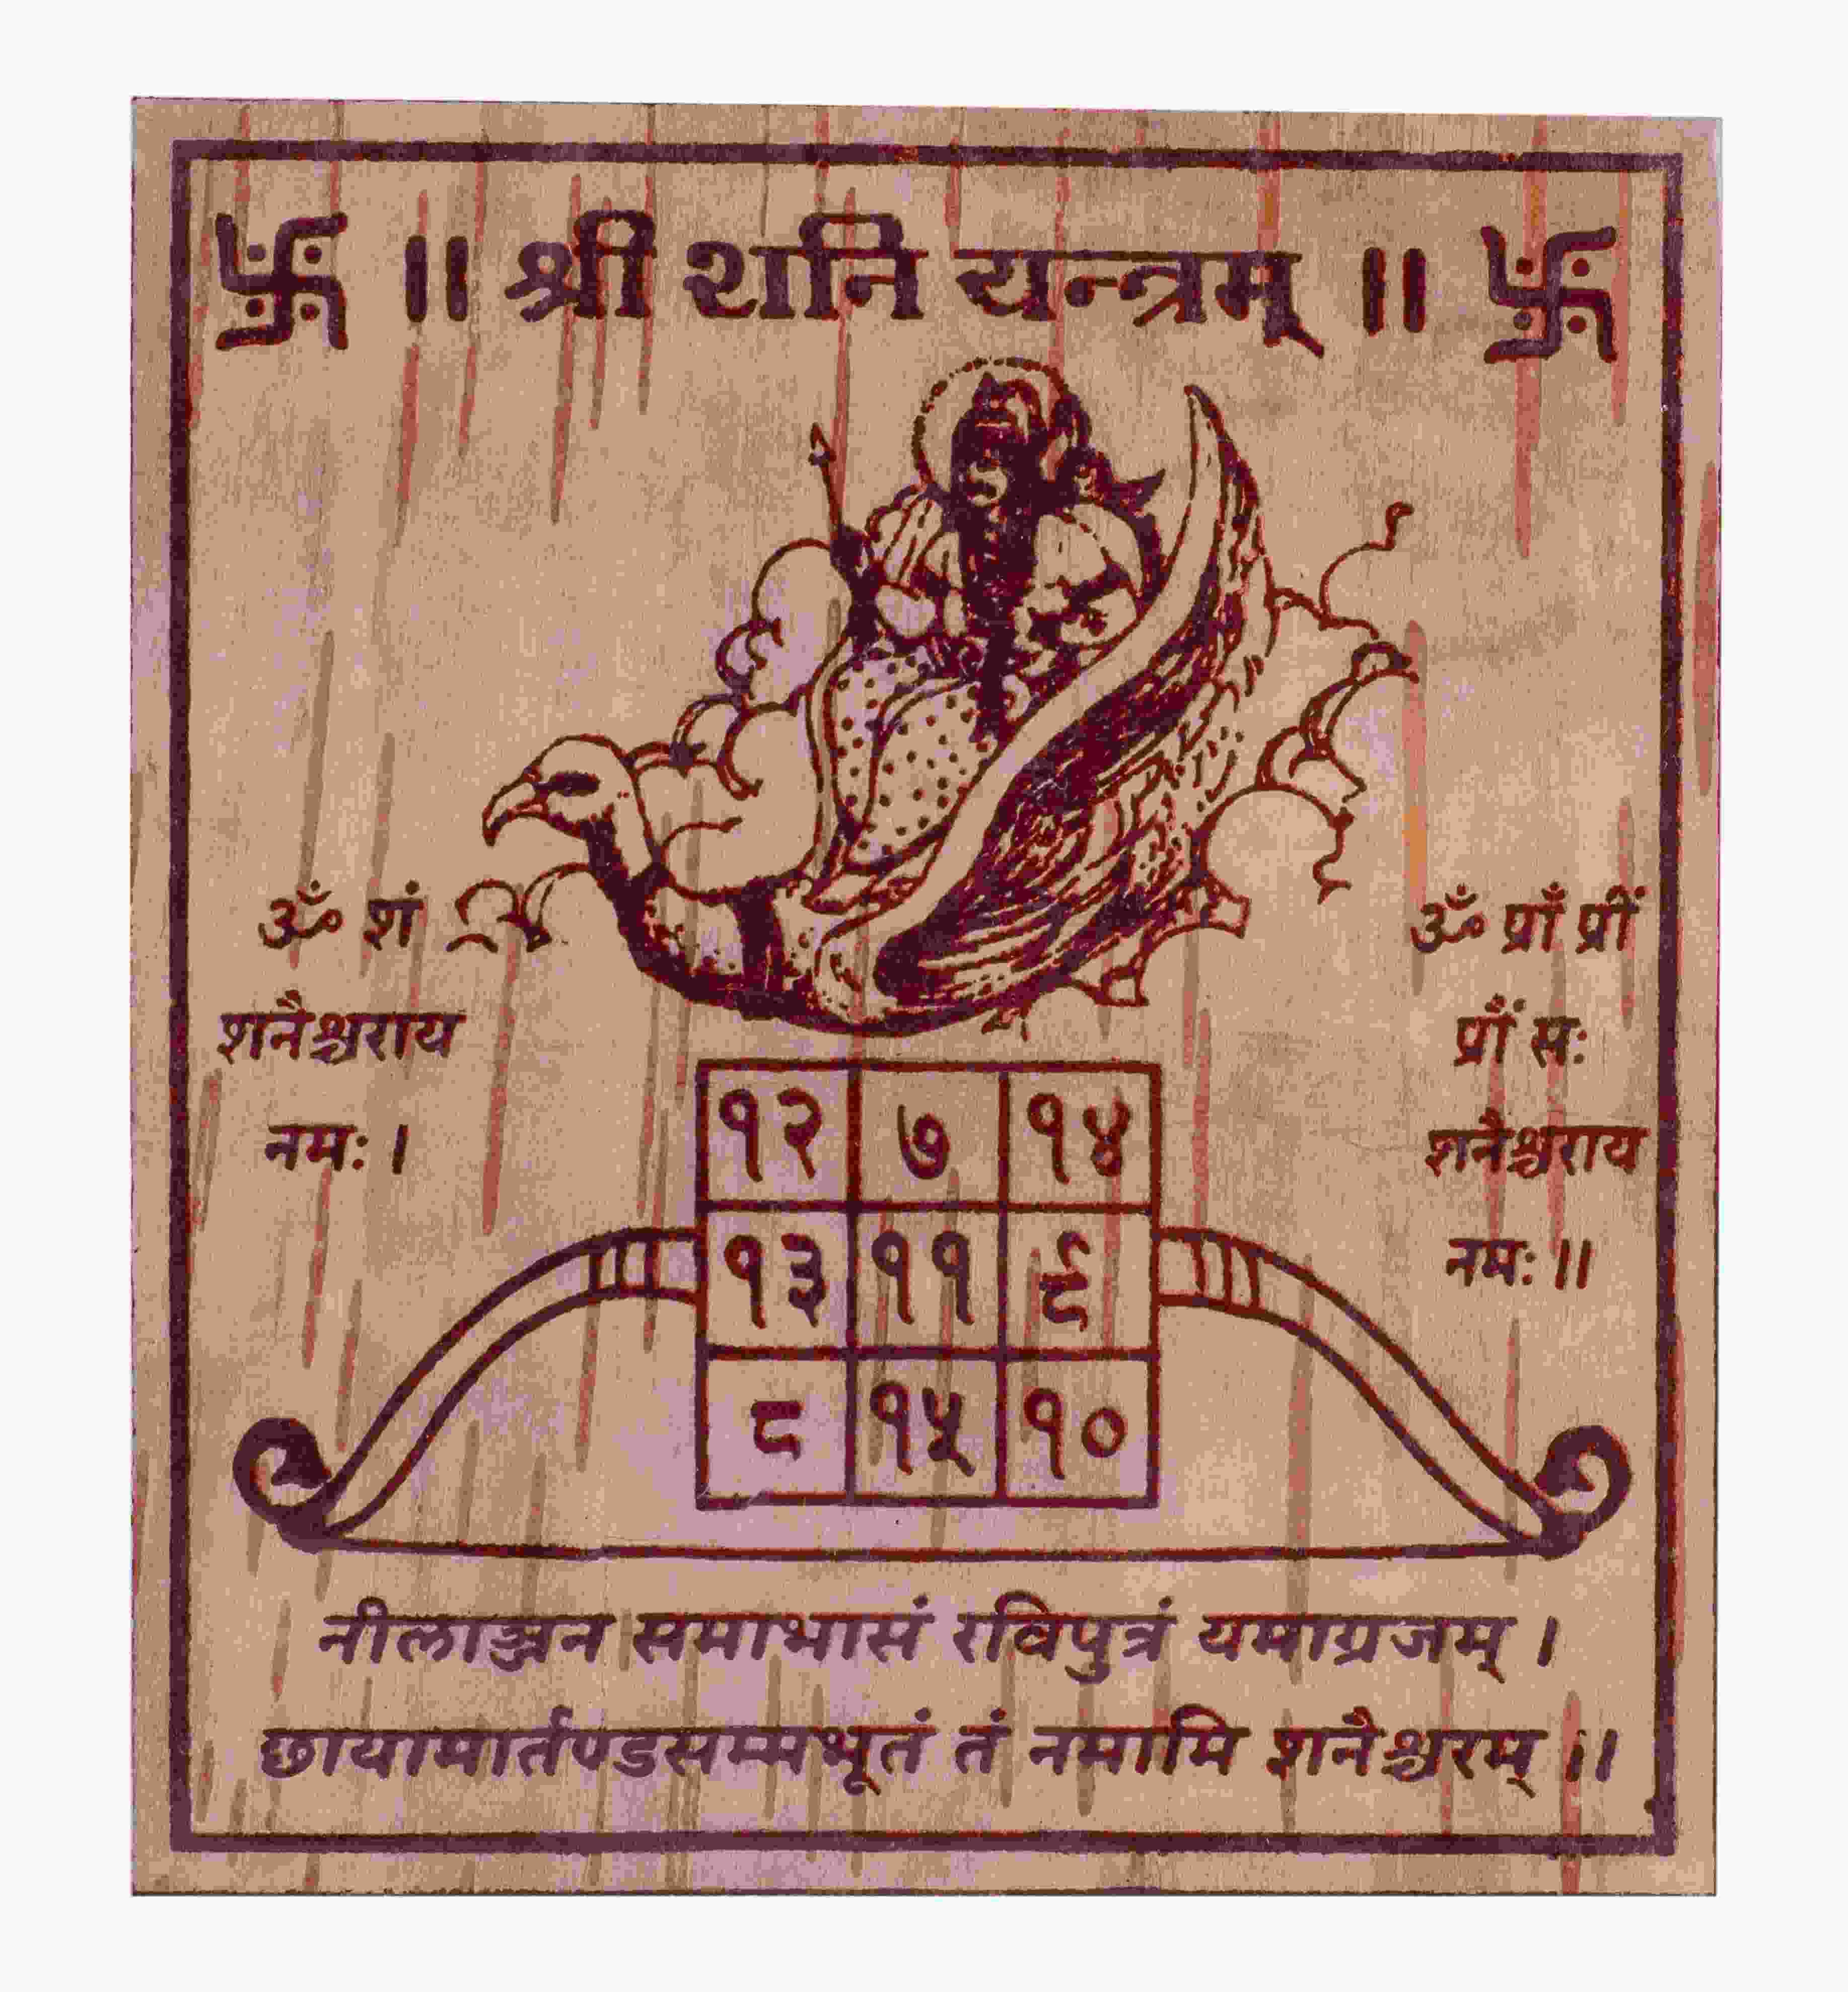 卐 ॥ श्री शनि यन्त्रम् ॥ 卐
ॐ शं
शनैश्चराय
नमः ।
ॐ प्राँ प्रीं
प्रौं सः
शनैश्चराय
नमः ॥
१२ ७ १४
१३ ११ ९
८ १५ १०
नीलाञ्जन समाभासं रविपुत्रं यमाग्रजम् ।
छायामार्तण्डसम्मभूतं तं नमामि शनैश्चरम् ॥